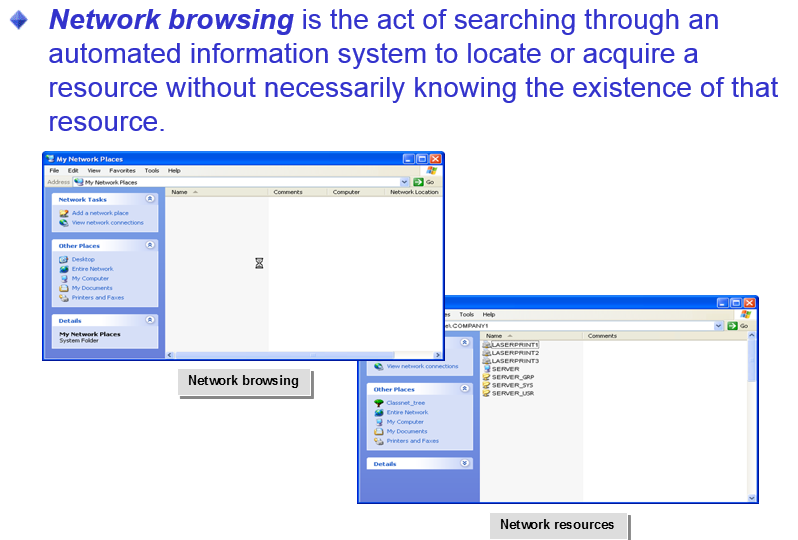 Network browsing is the act of searching through an
automated information system to locate or acquire a
resource without necessarily knowing the existence of that
resource.
My Network Places
File Edit View Favorites Tools Help
Address My Network Places Go
Name Comments Computer Network Location
Network Tasks
Add a network place
View network connections
Other Places
Desktop
Entire Network
My Computer
My Documents
Printers and Faxes
Details
My Network Places
System Folder
Network browsing
Tools Help
COMPANY1 Go
Name Comments
LASERPRINT1
LASERPRINT2
LASERPRINT3
SERVER
SERVER_GRP
SERVER_SYS
SERVER_USR
View network connections
Other Places
Classnet_tree
Entire Network
My Computer
My Documents
Printers and Faxes
Details
Network resources